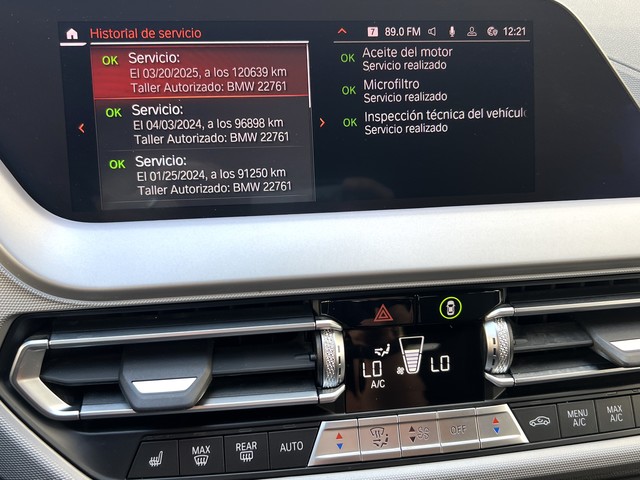 Historial de servicio
7 89.0 FM 12:21
OK Servicio:
El 03/20/2025, a los 120639 km
Taller Autorizado: BMW 22761
OK Servicio:
El 04/03/2024, a los 96898 km
Taller Autorizado: BMW 22761
OK Servicio:
El 01/25/2024, a los 91250 km
Taller Autorizado: BMW 22761
OK Aceite del motor
Servicio realizado
OK Microfiltro
Servicio realizado
OK Inspección técnica del vehícul
Servicio realizado
LO LO
A/C
MAX
REAR
AUTO
OFF
MENU
A/C
MAX
A/C